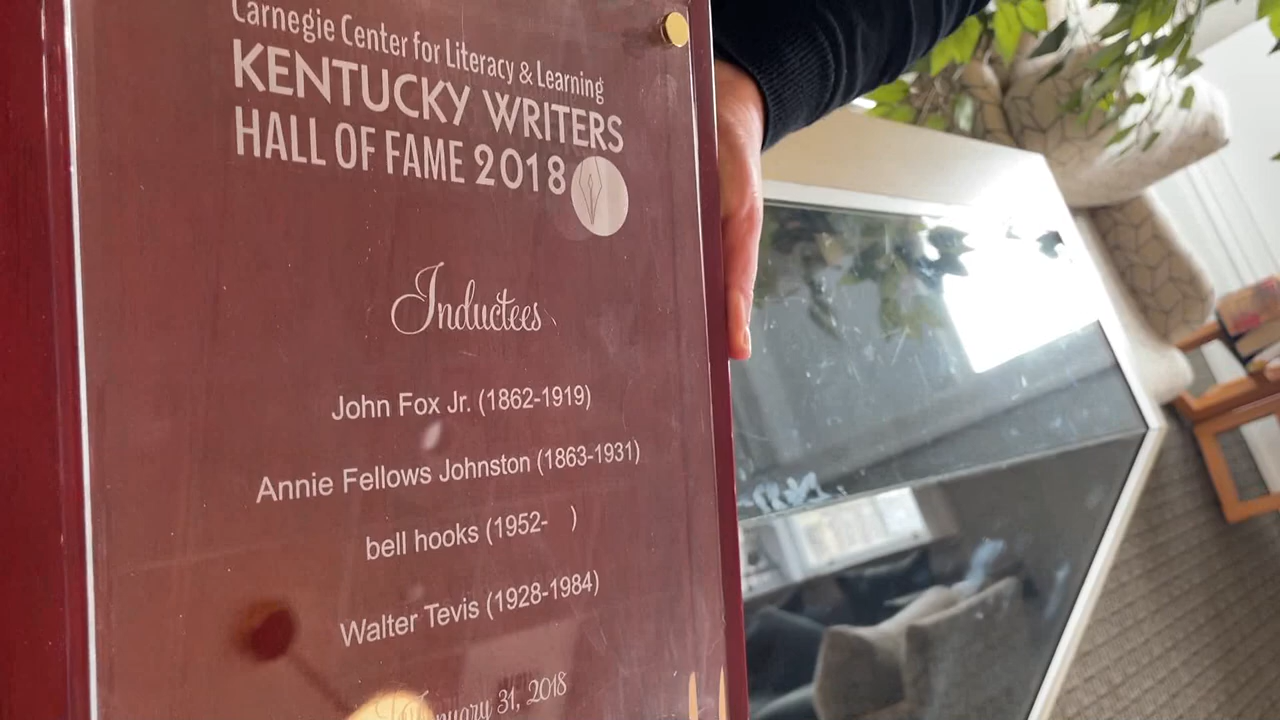 Carnegie Center for Literacy & Learning
KENTUCKY WRITERS
HALL OF FAME 2018
Inductees
John Fox Jr. (1862-1919)
Annie Fellows Johnston (1863-1931)
bell hooks (1952- )
Walter Tevis (1928-1984)
31, 2018